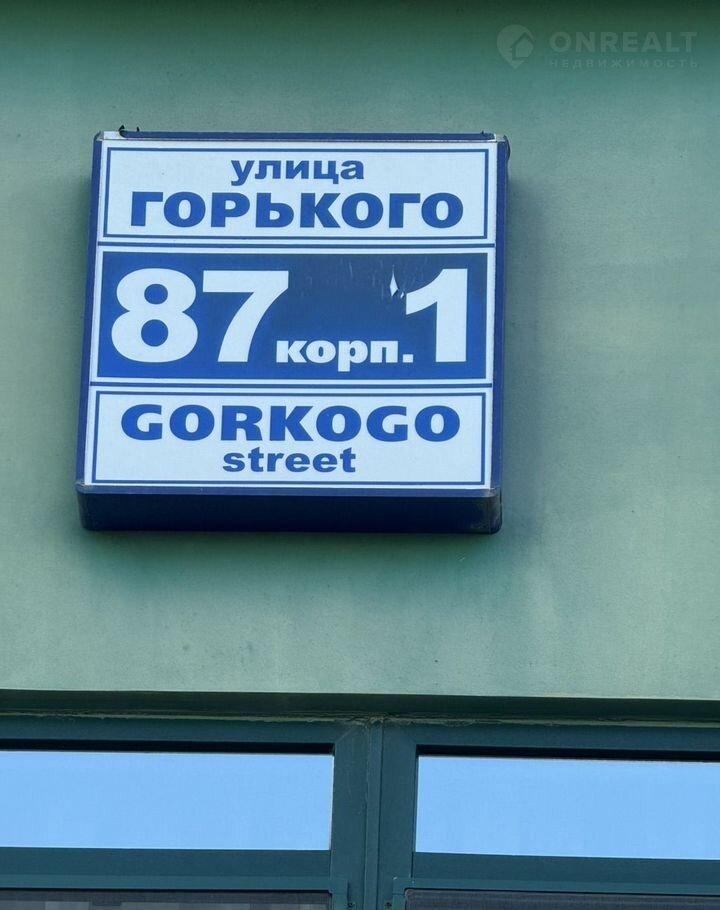 ONREALT
НЕДВИЖИМОСТЬ
улица
ГОРЬКОГО
87 корп. 1
GORKOGO
street